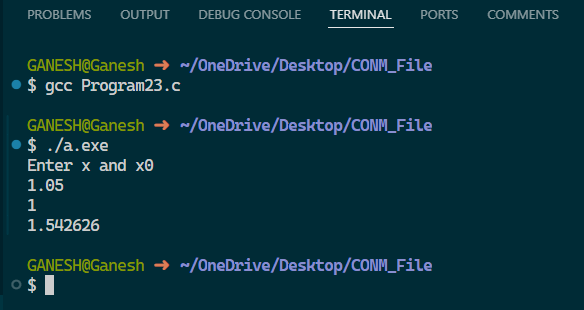 PROBLEMS OUTPUT DEBUG CONSOLE TERMINAL PORTS COMMENTS
GANESH@Ganesh ➜ ~/OneDrive/Desktop/CONM_File
$ gcc Program23.c
GANESH@Ganesh ➜ ~/OneDrive/Desktop/CONM_File
$ ./a.exe
Enter x and x0
1.05
1
1.542626
GANESH@Ganesh ➜ ~/OneDrive/Desktop/CONM_File
$